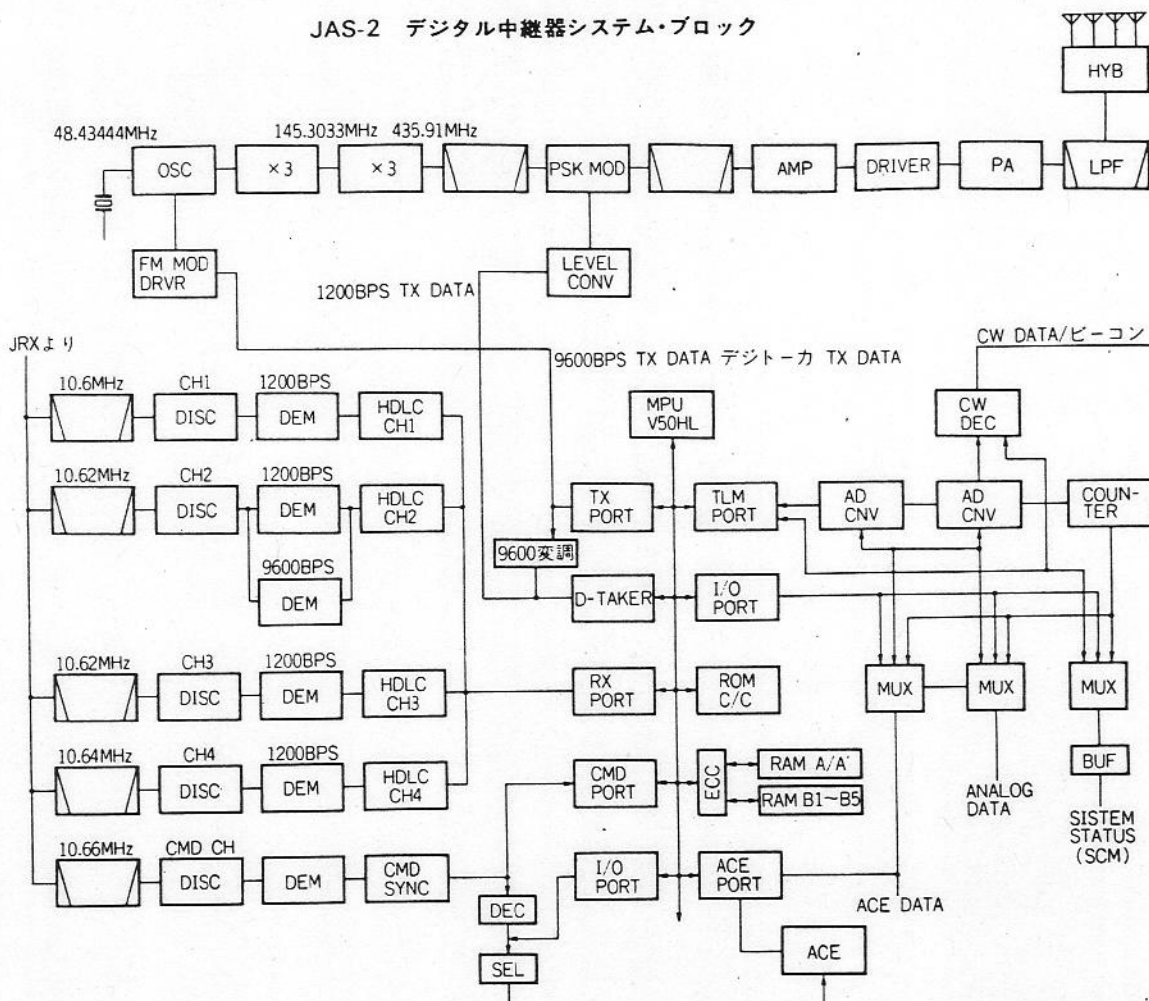 JAS-2 デジタル中継器システム・ブロック
HYB
48.43444MHz
145.3033MHz 435.91MHz
OSC
×3
×3
PSK MOD
AMP
DRIVER
PA
LPF
FM MOD
DRVR
LEVEL
CONV
1200BPS TX DATA
JRXより
9600BPS TX DATA デジトーカ TX DATA
CW DATA/ビーコン
10.6MHz
CH1
DISC
1200BPS
DEM
HDLC
CH1
MPU
V50HL
CW
DEC
10.62MHz
CH2
DISC
1200BPS
DEM
HDLC
CH2
9600BPS
DEM
TX
PORT
TLM
PORT
AD
CNV
AD
CNV
COUN-
TER
9600変調
D-TAKER
I/O
PORT
10.62MHz
CH3
DISC
1200BPS
DEM
HDLC
CH3
RX
PORT
ROM
C/C
MUX
MUX
MUX
10.64MHz
CH4
DISC
1200BPS
DEM
HDLC
CH4
CMD
PORT
ECC
RAM A/A'
RAM B1~B5
BUF
ANALOG
DATA
SISTEM
STATUS
(SCM)
10.66MHz
CMD CH
DISC
DEM
CMD
SYNC
I/O
PORT
ACE
PORT
ACE DATA
DEC
SEL
ACE